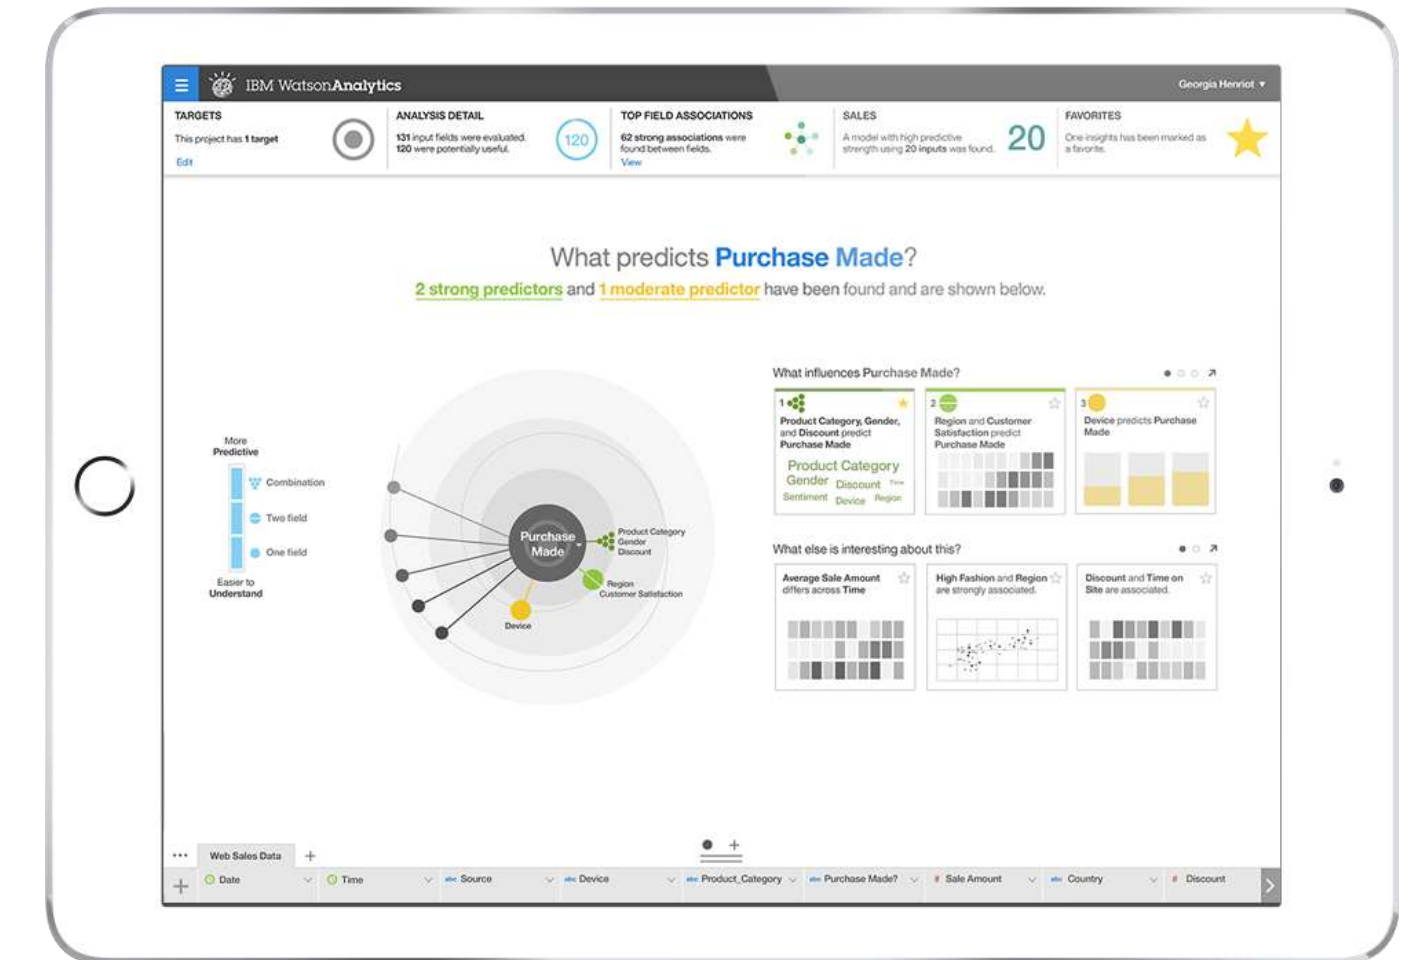 IBM WatsonAnalytics
Georgia Henriot
TARGETS
This project has 1 target
Edit
ANALYSIS DETAIL
131 input fields were evaluated.
120 were potentially useful.
120
TOP FIELD ASSOCIATIONS
62 strong associations were
found between fields.
View
SALES
A model with high predictive
strength using 20 inputs was found.
20
FAVORITES
One insights has been marked as
a favorite.
What predicts Purchase Made?
2 strong predictors and 1 moderate predictor have been found and are shown below.
More
Predictive
Combination
Two field
One field
Easier to
Understand
Purchase
Made
Product Category
Gender
Discount
Region
Customer Satisfaction
Device
What influences Purchase Made?
1
Product Category, Gender,
and Discount predict
Purchase Made
Product Category
Gender Discount Time
Sentiment Device Region
2
Region and Customer
Satisfaction predict
Purchase Made
3
Device predicts Purchase
Made
What else is interesting about this?
Average Sale Amount
differs across Time
High Fashion and Region
are strongly associated.
Discount and Time on
Site are associated.
Web Sales Data
Date
Time
abc Source
abc Device
abc Product_Category
abc Purchase Made?
# Sale Amount
abc Country
# Discount